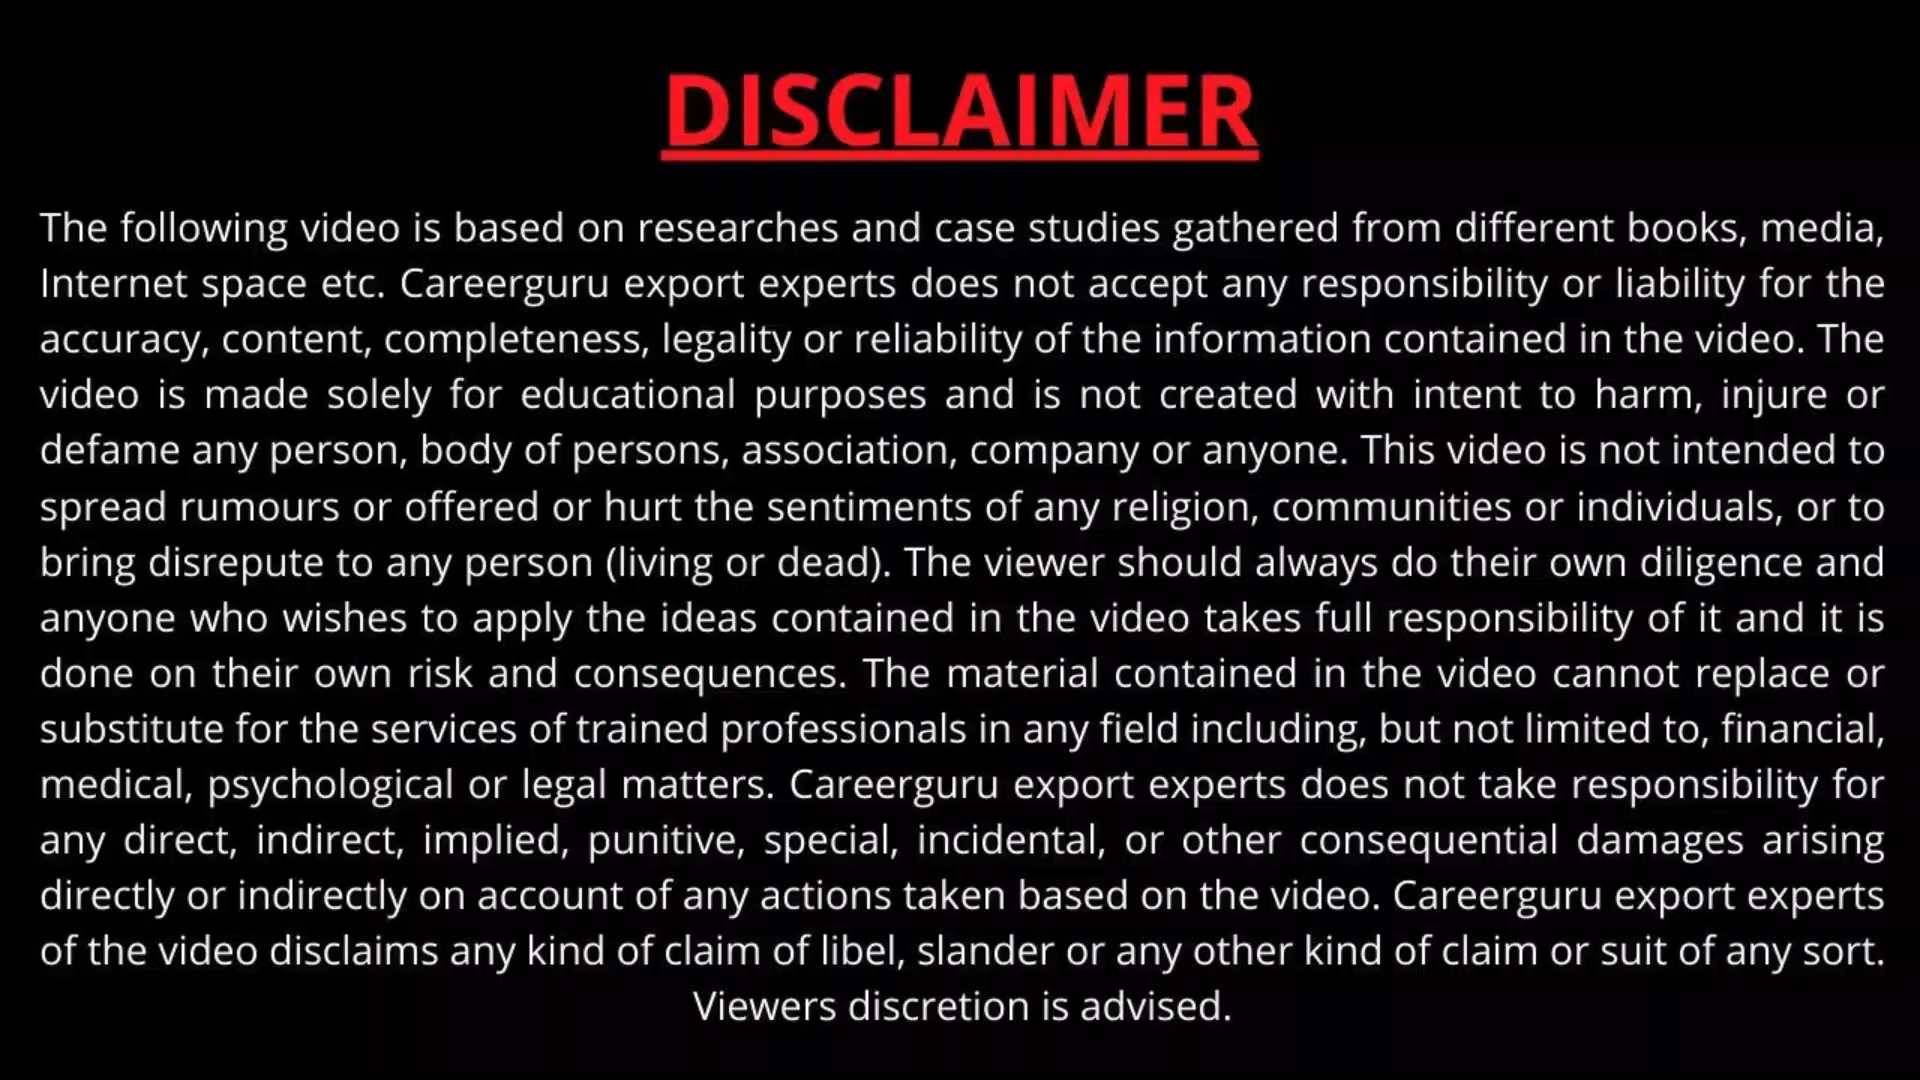 DISCLAIMER
The following video is based on researches and case studies gathered from different books, media,
Internet space etc. Careerguru export experts does not accept any responsibility or liability for the
accuracy, content, completeness, legality or reliability of the information contained in the video. The
video is made solely for educational purposes and is not created with intent to harm, injure or
defame any person, body of persons, association, company or anyone. This video is not intended to
spread rumours or offered or hurt the sentiments of any religion, communities or individuals, or to
bring disrepute to any person (living or dead). The viewer should always do their own diligence and
anyone who wishes to apply the ideas contained in the video takes full responsibility of it and it is
done on their own risk and consequences. The material contained in the video cannot replace or
substitute for the services of trained professionals in any field including, but not limited to, financial,
medical, psychological or legal matters. Careerguru export experts does not take responsibility for
any direct, indirect, implied, punitive, special, incidental, or other consequential damages arising
directly or indirectly on account of any actions taken based on the video. Careerguru export experts
of the video disclaims any kind of claim of libel, slander or any other kind of claim or suit of any sort.
Viewers discretion is advised.